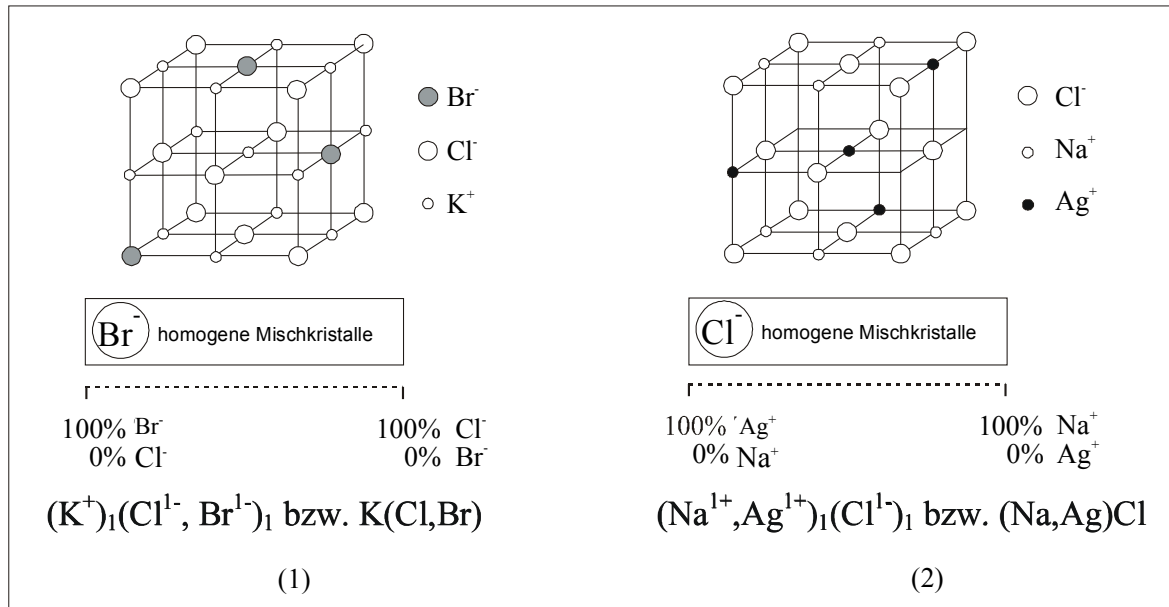 Br⁻
Cl⁻
K⁺
Br⁻ homogene Mischkristalle
100% Br⁻
0% Cl⁻
100% Cl⁻
0% Br⁻
(K⁺)₁(Cl¹⁻, Br¹⁻)₁ bzw. K(Cl,Br)
(1)
Cl⁻
Na⁺
Ag⁺
Cl⁻ homogene Mischkristalle
100% Ag⁺
0% Na⁺
100% Na⁺
0% Ag⁺
(Na¹⁺,Ag¹⁺)₁(Cl¹⁻)₁ bzw. (Na,Ag)Cl
(2)